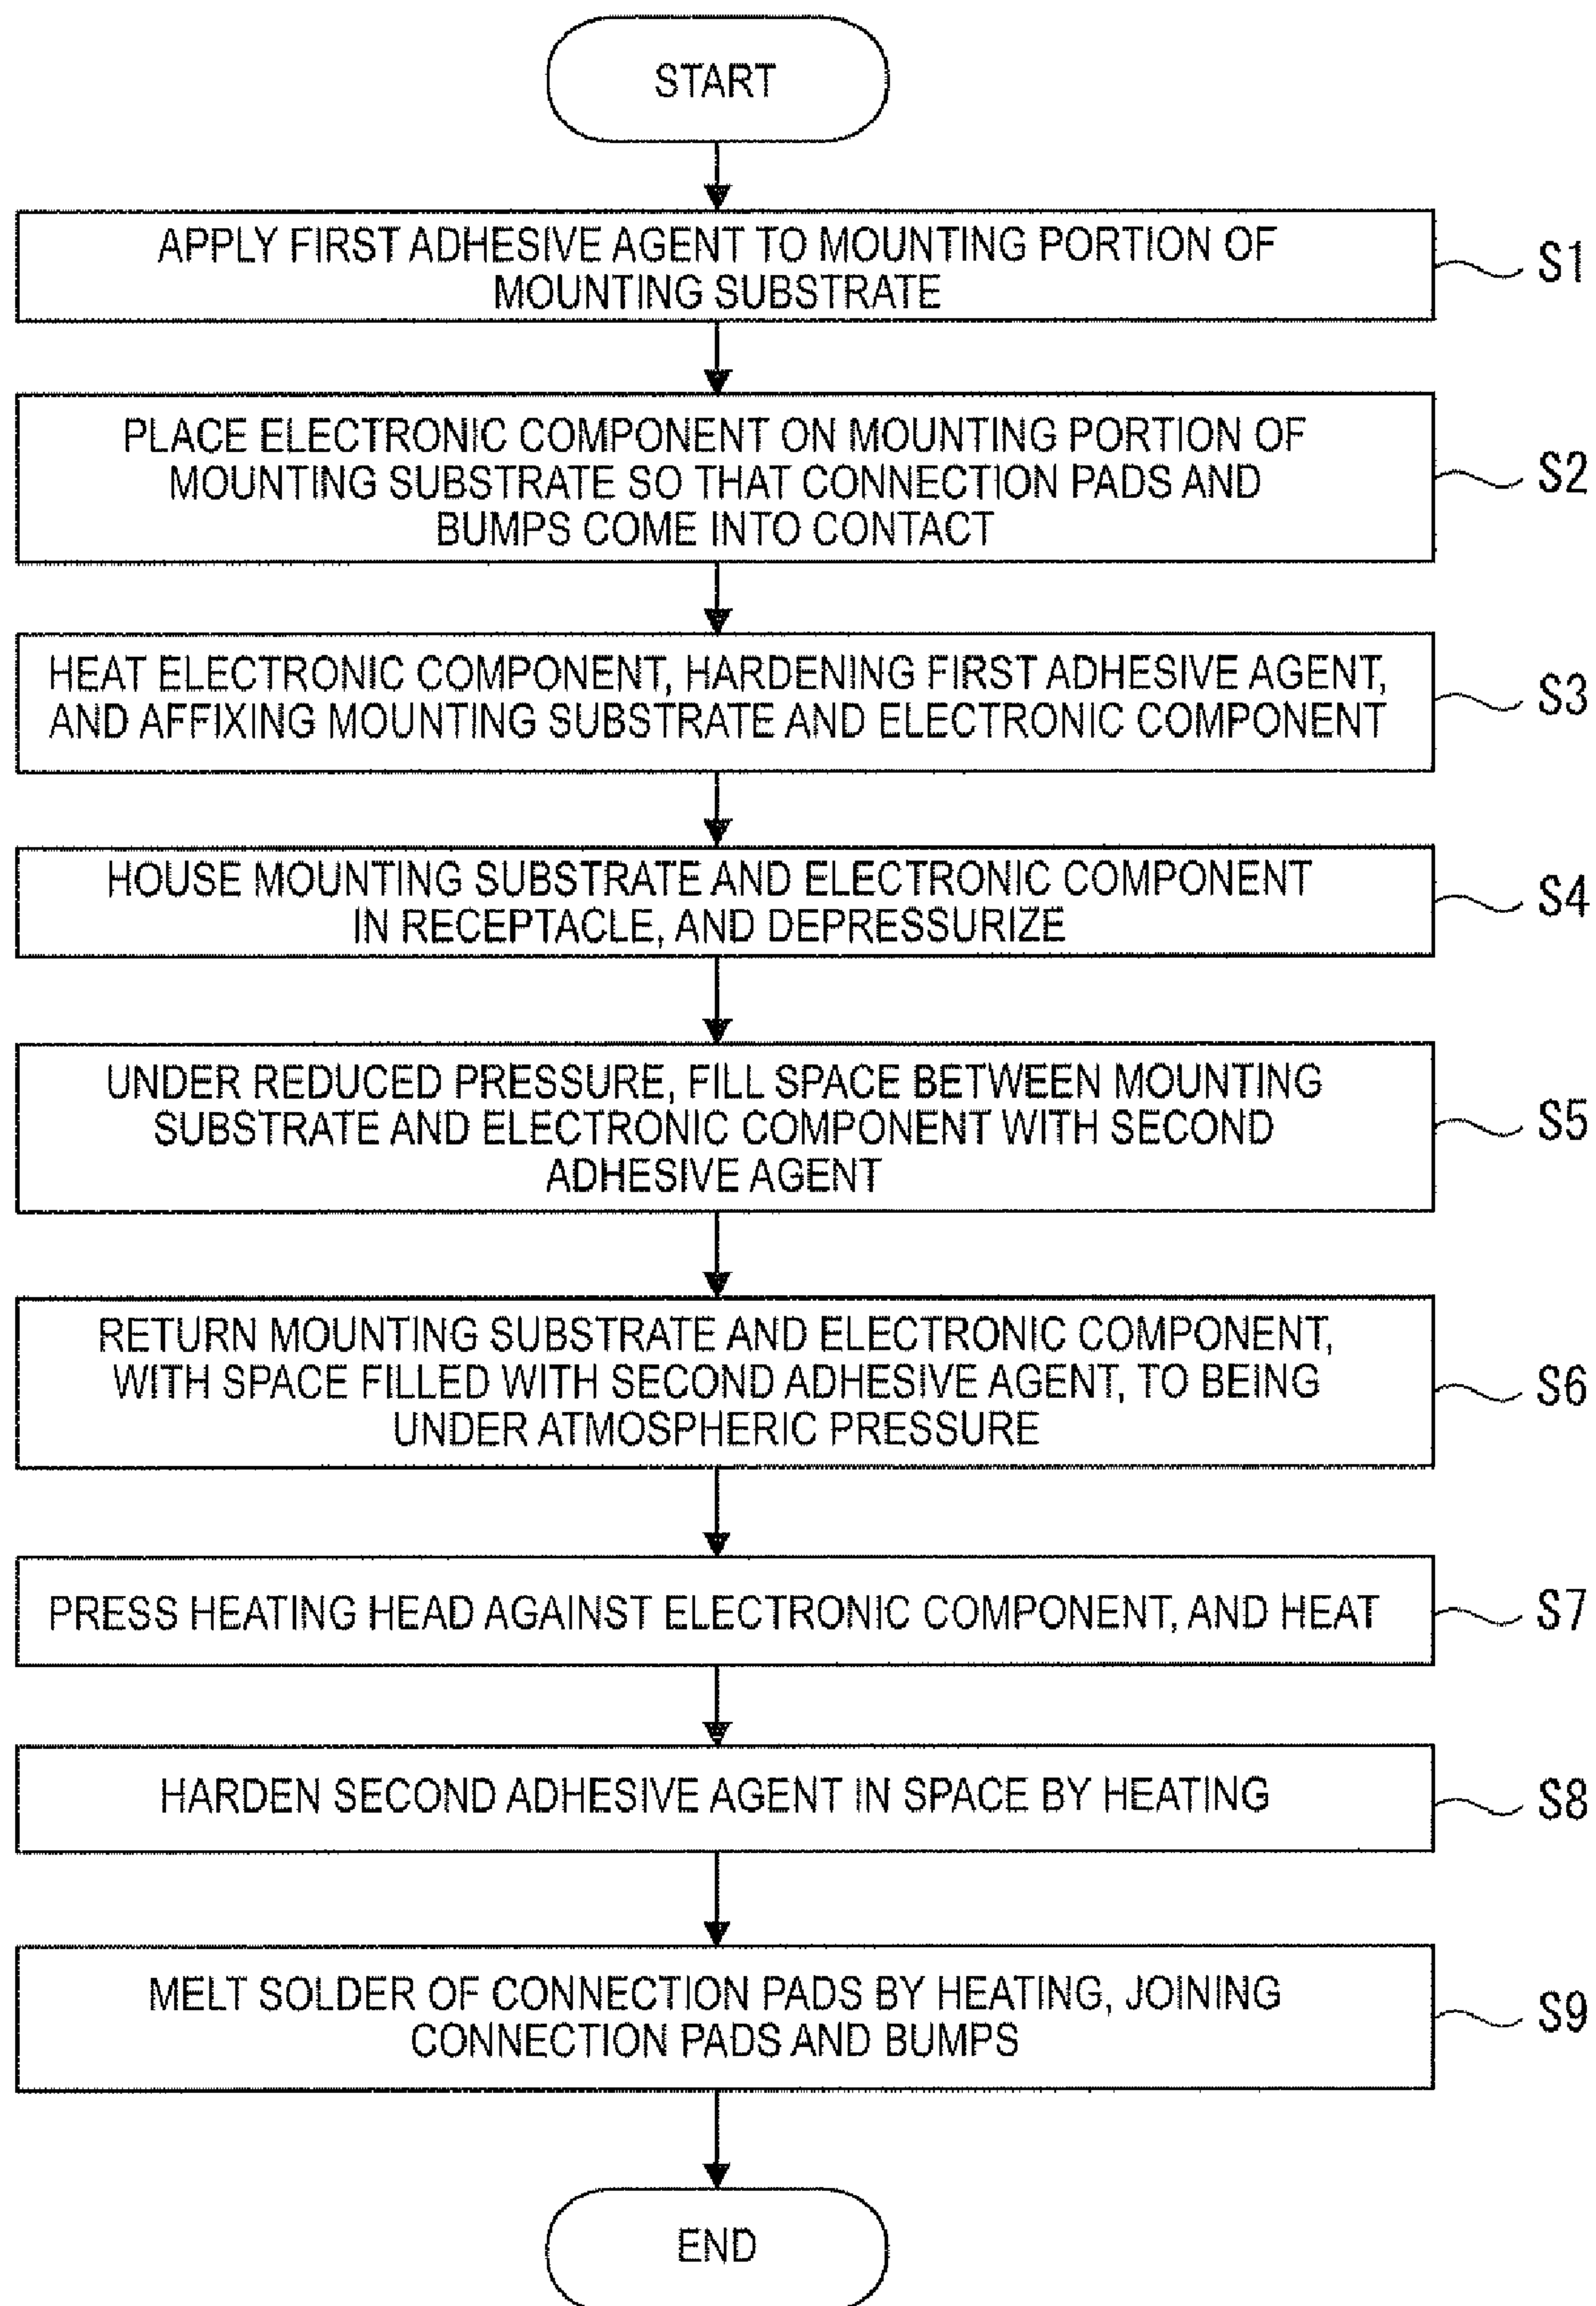 START
APPLY FIRST ADHESIVE AGENT TO MOUNTING PORTION OF
MOUNTING SUBSTRATE
S1
PLACE ELECTRONIC COMPONENT ON MOUNTING PORTION OF
MOUNTING SUBSTRATE SO THAT CONNECTION PADS AND
BUMPS COME INTO CONTACT
S2
HEAT ELECTRONIC COMPONENT, HARDENING FIRST ADHESIVE AGENT,
AND AFFIXING MOUNTING SUBSTRATE AND ELECTRONIC COMPONENT
S3
HOUSE MOUNTING SUBSTRATE AND ELECTRONIC COMPONENT
IN RECEPTACLE, AND DEPRESSURIZE
S4
UNDER REDUCED PRESSURE, FILL SPACE BETWEEN MOUNTING
SUBSTRATE AND ELECTRONIC COMPONENT WITH SECOND
ADHESIVE AGENT
S5
RETURN MOUNTING SUBSTRATE AND ELECTRONIC COMPONENT,
WITH SPACE FILLED WITH SECOND ADHESIVE AGENT, TO BEING
UNDER ATMOSPHERIC PRESSURE
S6
PRESS HEATING HEAD AGAINST ELECTRONIC COMPONENT, AND HEAT
S7
HARDEN SECOND ADHESIVE AGENT IN SPACE BY HEATING
S8
MELT SOLDER OF CONNECTION PADS BY HEATING, JOINING
CONNECTION PADS AND BUMPS
S9
END